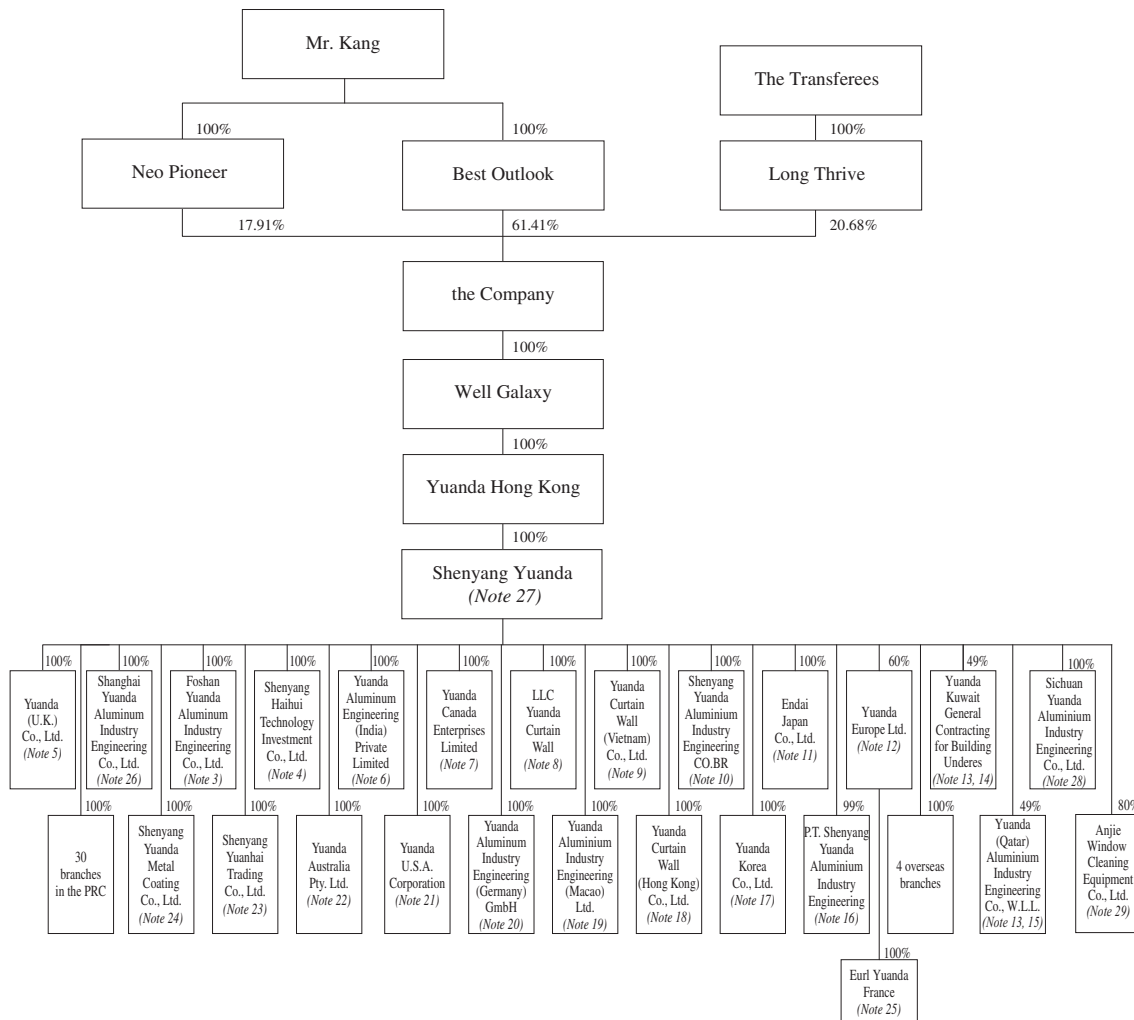 Mr. Kang
The Transferees
100%
100%
100%
Neo Pioneer
Best Outlook
Long Thrive
17.91%
61.41%
20.68%
the Company
100%
Well Galaxy
100%
Yuanda Hong Kong
100%
Shenyang Yuanda
(Note 27)
100%
Yuanda
(U.K.)
Co., Ltd.
(Note 5)
100%
Shanghai
Yuanda
Aluminum
Industry
Engineering
Co., Ltd.
(Note 26)
100%
Foshan
Yuanda
Aluminum
Industry
Engineering
Co., Ltd.
(Note 3)
100%
Shenyang
Haihui
Technology
Investment
Co., Ltd.
(Note 4)
100%
Yuanda
Aluminum
Engineering
(India)
Private
Limited
(Note 6)
100%
Yuanda
Canada
Enterprises
Limited
(Note 7)
100%
LLC
Yuanda
Curtain
Wall
(Note 8)
100%
Yuanda
Curtain
Wall
(Vietnam)
Co., Ltd.
(Note 9)
100%
Shenyang
Yuanda
Aluminium
Industry
Engineering
CO.BR
(Note 10)
100%
Endai
Japan
Co., Ltd.
(Note 11)
60%
Yuanda
Europe Ltd.
(Note 12)
49%
Yuanda
Kuwait
General
Contracting
for Building
Underes
(Note 13, 14)
100%
Sichuan
Yuanda
Aluminium
Industry
Engineering
Co., Ltd.
(Note 28)
100%
30
branches
in the PRC
100%
Shenyang
Yuanda
Metal
Coating
Co., Ltd.
(Note 24)
100%
Shenyang
Yuanhai
Trading
Co., Ltd.
(Note 23)
100%
Yuanda
Australia
Pty. Ltd.
(Note 22)
100%
Yuanda
U.S.A.
Corporation
(Note 21)
100%
Yuanda
Aluminum
Industry
Engineering
(Germany)
GmbH
(Note 20)
100%
Yuanda
Aluminium
Industry
Engineering
(Macao)
Ltd.
(Note 19)
100%
Yuanda
Curtain
Wall
(Hong Kong)
Co., Ltd.
(Note 18)
100%
Yuanda
Korea
Co., Ltd.
(Note 17)
99%
P.T. Shenyang
Yuanda
Aluminium
Industry
Engineering
(Note 16)
100%
4 overseas
branches
49%
Yuanda
(Qatar)
Aluminium
Industry
Engineering
Co., W.L.L.
(Note 13, 15)
80%
Anjie
Window
Cleaning
Equipment
Co., Ltd.
(Note 29)
100%
Eurl Yuanda
France
(Note 25)